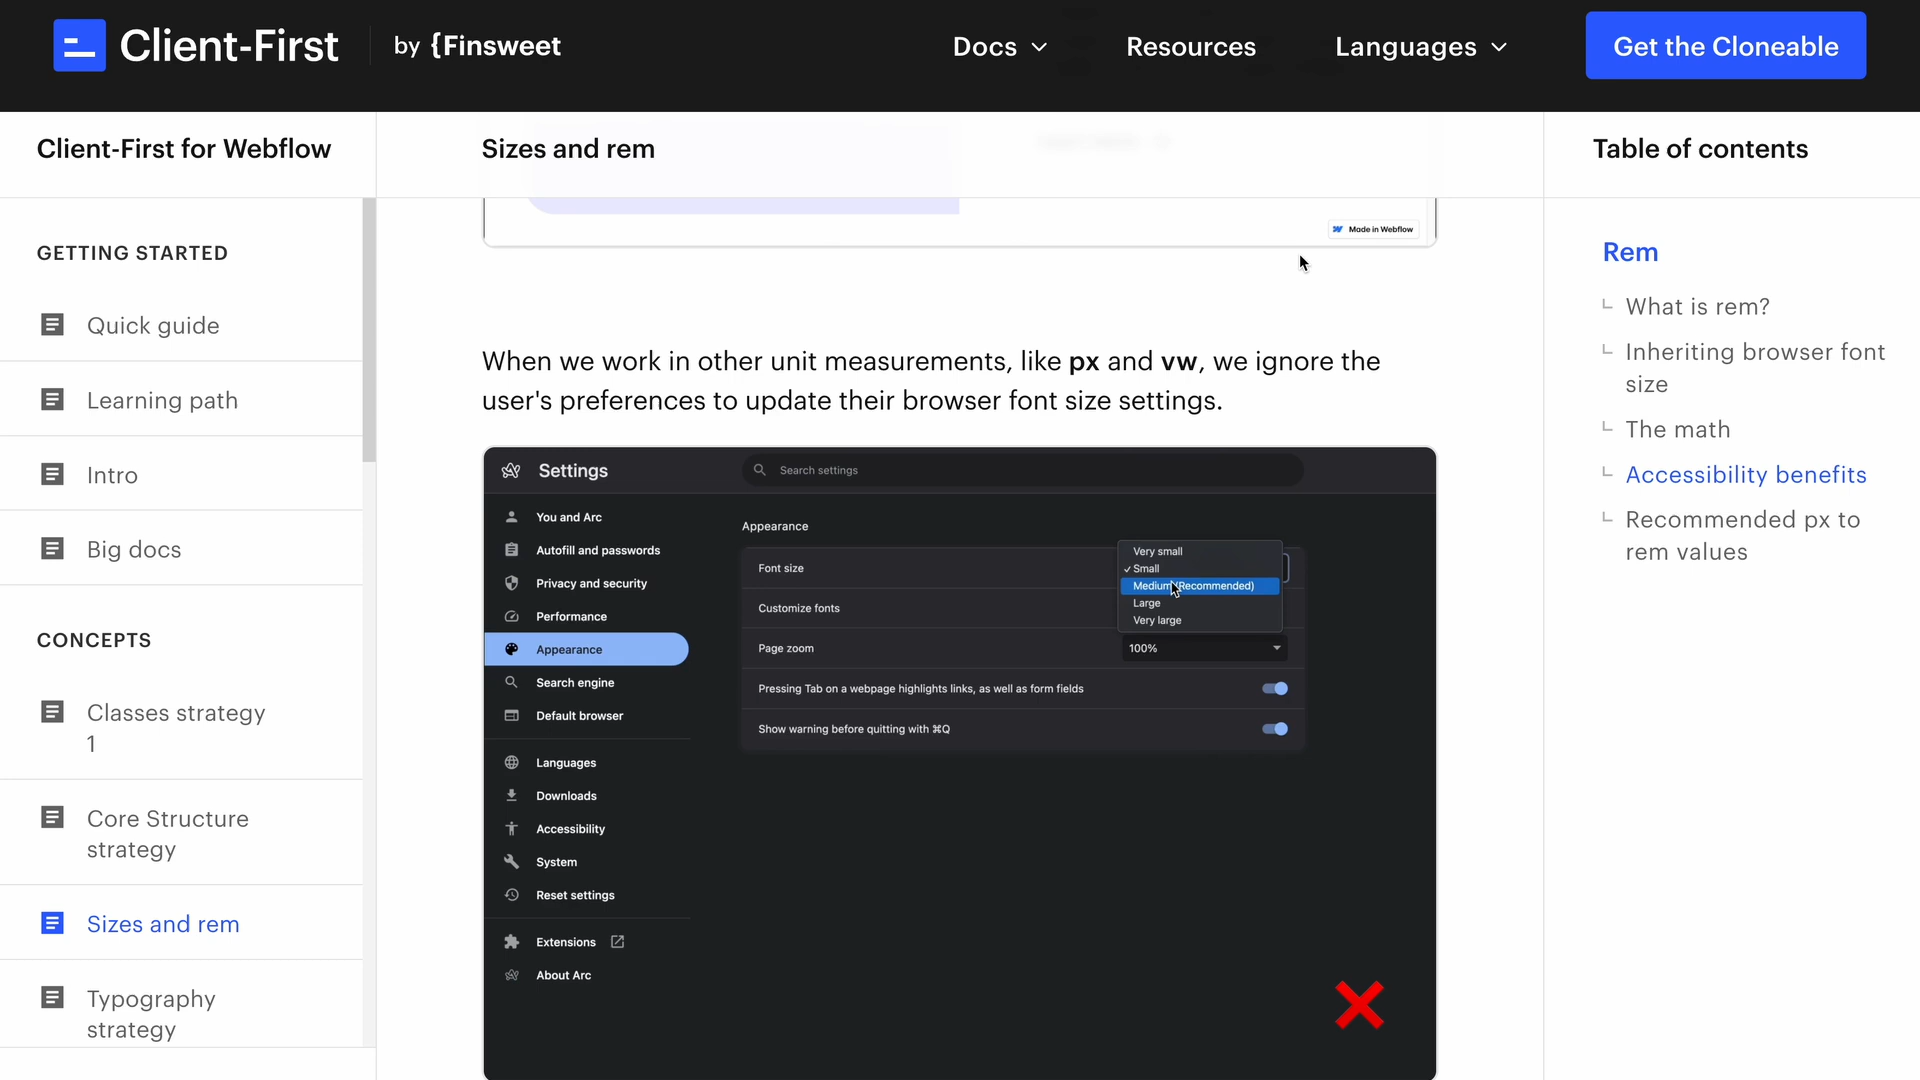 Client-First
by {Finsweet
Docs
Resources
Languages
Get the Cloneable
Client-First for Webflow
Sizes and rem
Table of contents
GETTING STARTED
Quick guide
Learning path
Intro
Big docs
CONCEPTS
Classes strategy
1
Core Structure
strategy
Sizes and rem
Typography
strategy
Made in Webflow
When we work in other unit measurements, like px and vw, we ignore the
user's preferences to update their browser font size settings.
Settings
Search settings
You and Arc
Autofill and passwords
Privacy and security
Performance
Appearance
Search engine
Default browser
Languages
Downloads
Accessibility
System
Reset settings
Extensions
About Arc
Appearance
Font size
Very small
✓ Small
Medium (Recommended)
Large
Very large
Customize fonts
Page zoom
100%
Pressing Tab on a webpage highlights links, as well as form fields
Show warning before quitting with ⌘Q
Rem
What is rem?
Inheriting browser font
size
The math
Accessibility benefits
Recommended px to
rem values